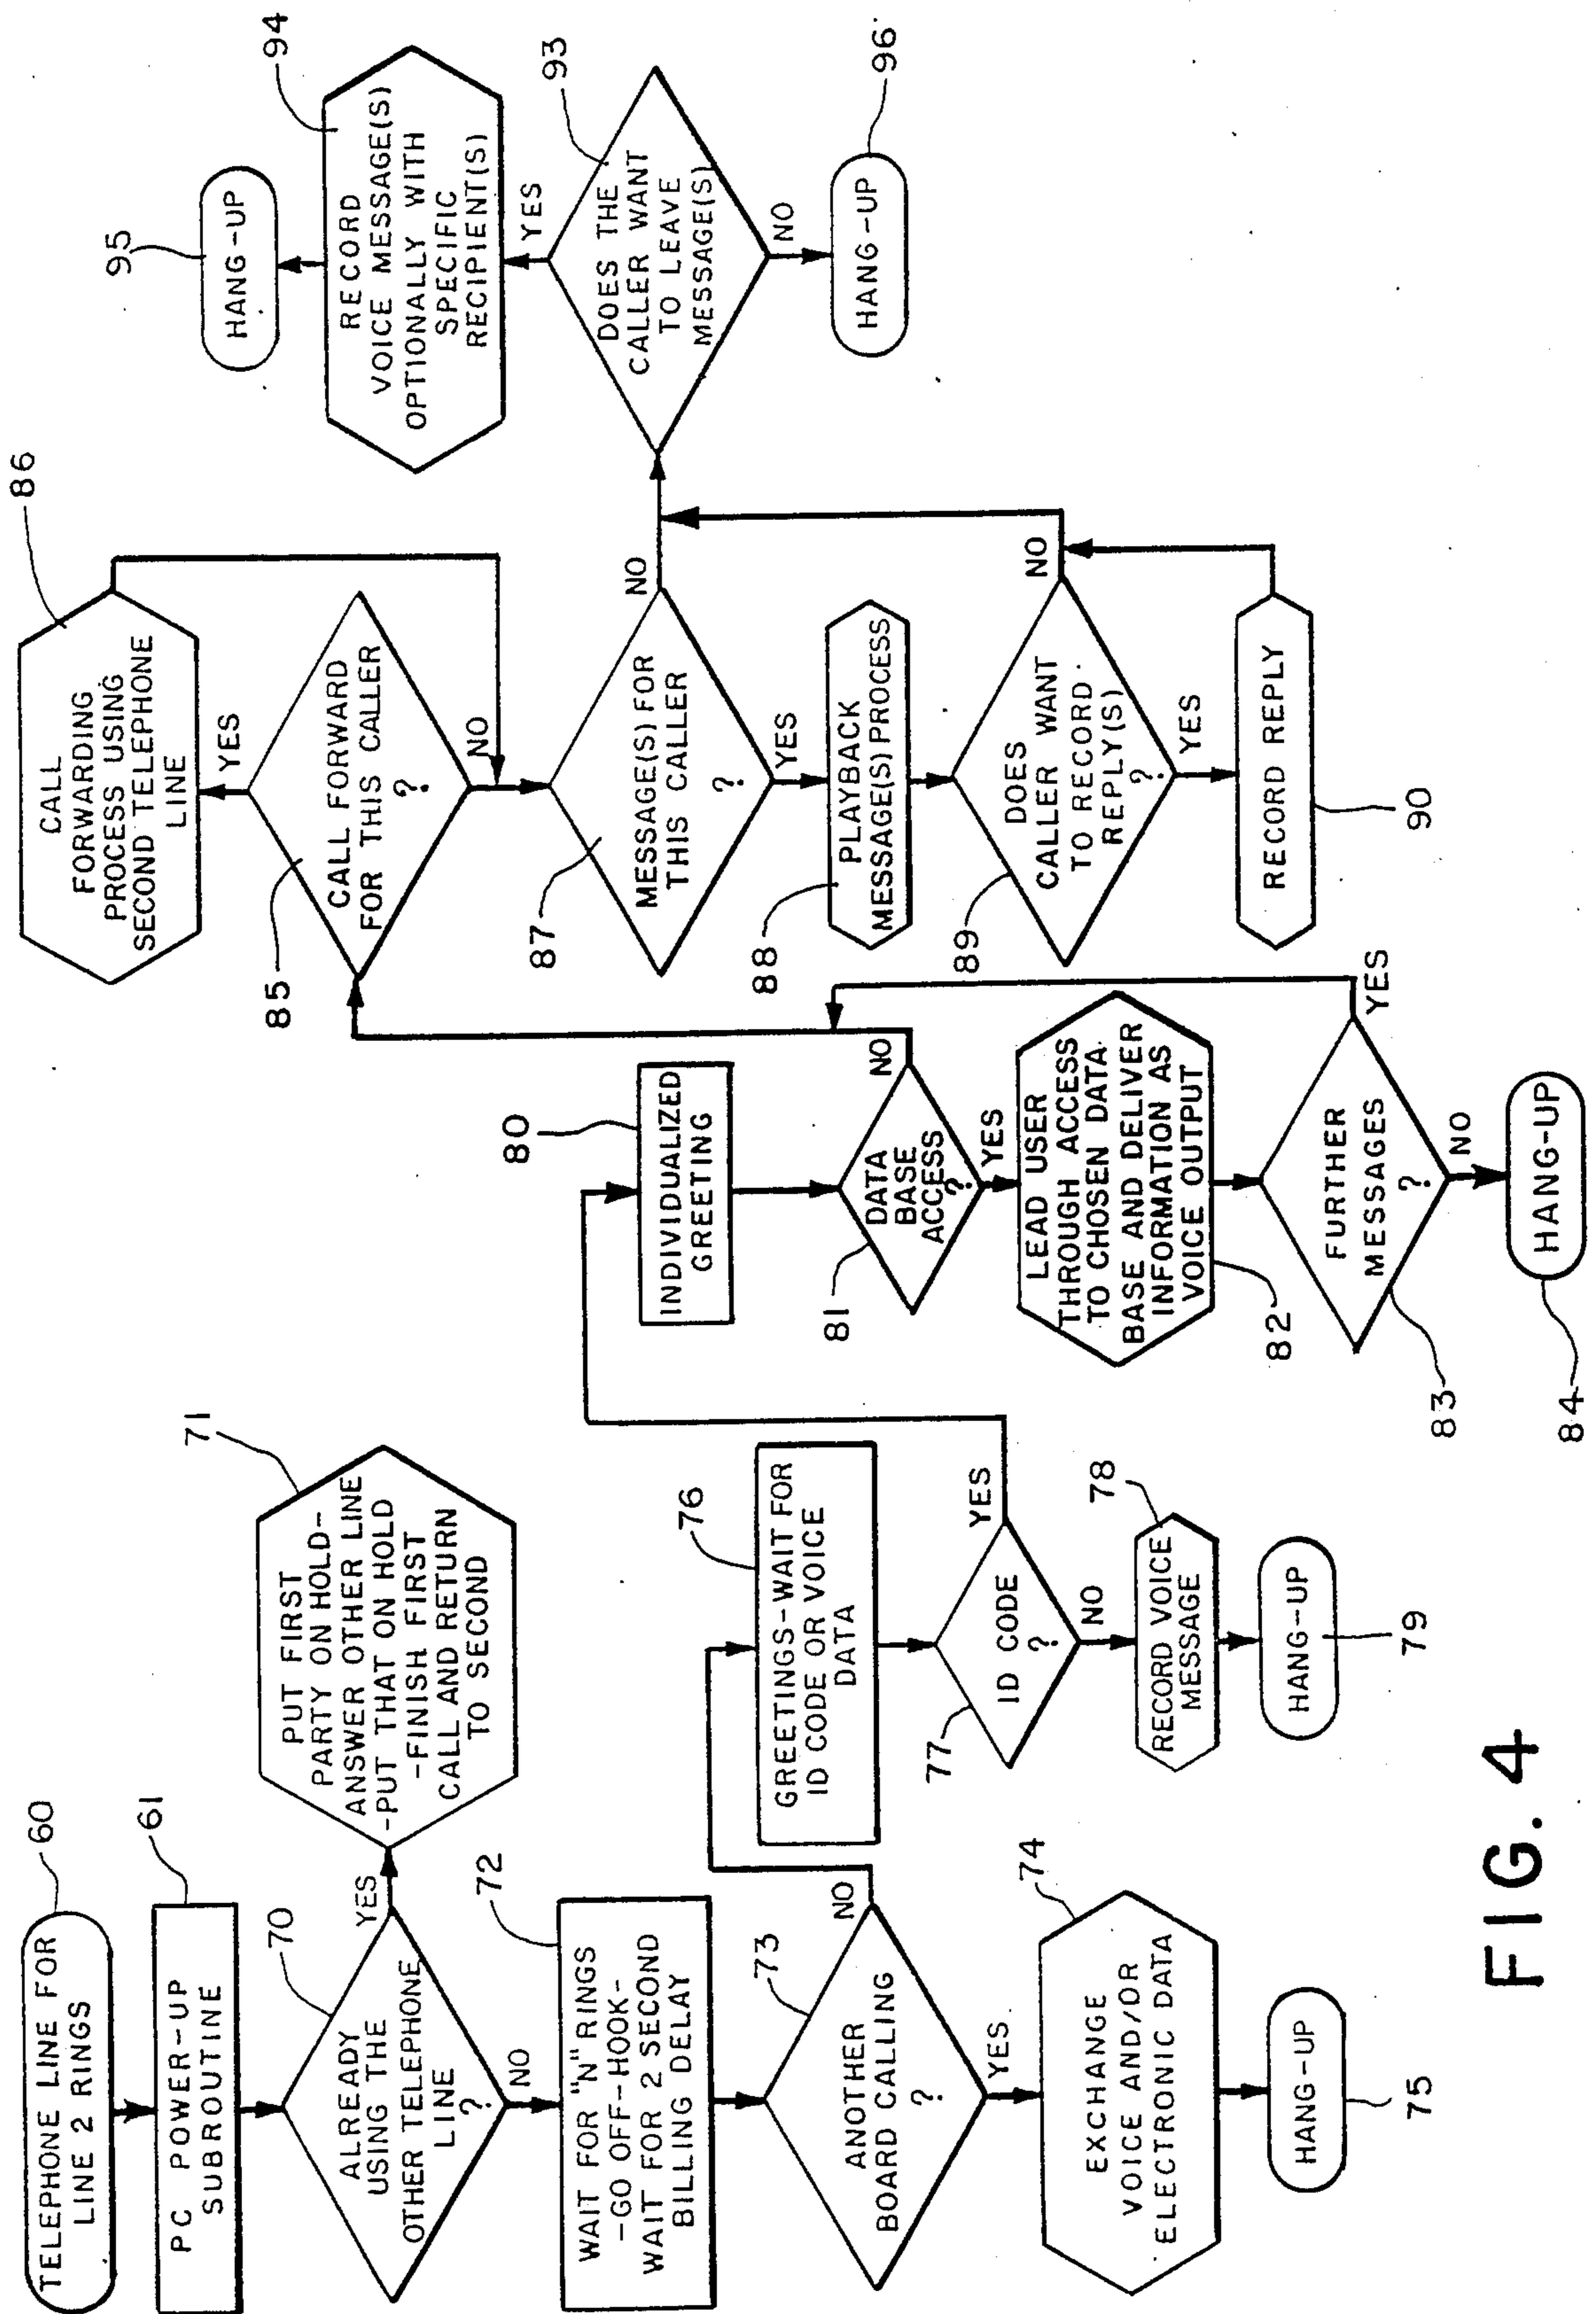 60
TELEPHONE LINE FOR
LINE 2 RINGS
61
PC POWER-UP
SUBROUTINE
70
ALREADY
USING THE
OTHER TELEPHONE
LINE
?
YES
NO
71
PUT FIRST
PARTY ON HOLD-
ANSWER OTHER LINE
-PUT THAT ON HOLD
-FINISH FIRST
CALL AND RETURN
TO SECOND
72
WAIT FOR "N" RINGS
-GO OFF-HOOK-
WAIT FOR 2 SECOND
BILLING DELAY
73
ANOTHER
BOARD CALLING
?
NO
YES
74
EXCHANGE
VOICE AND/OR
ELECTRONIC DATA
HANG-UP
75
76
GREETINGS-WAIT FOR
ID CODE OR VOICE
DATA
77
ID CODE
?
YES
NO
78
RECORD VOICE
MESSAGE
HANG-UP
79
80
INDIVIDUALIZED
GREETING
81
DATA
BASE
ACCESS
?
NO
YES
LEAD USER
THROUGH ACCESS
TO CHOSEN DATA
BASE AND DELIVER
INFORMATION AS
VOICE OUTPUT
82
FURTHER
MESSAGES
?
83
YES
NO
HANG-UP
84
86
CALL
FORWARDING
PROCESS USING
SECOND TELEPHONE
LINE
YES
85
CALL FORWARD
FOR THIS CALLER
?
NO
87
MESSAGE(S) FOR
THIS CALLER
?
NO
YES
88
PLAYBACK
MESSAGE(S) PROCESS
89
DOES
CALLER WANT
TO RECORD
REPLY(S)
?
NO
YES
RECORD REPLY
90
95
HANG-UP
94
RECORD
VOICE MESSAGE(S)
OPTIONALLY WITH
SPECIFIC
RECIPIENT(S)
YES
93
DOES THE
CALLER WANT
TO LEAVE
MESSAGE(S)
NO
HANG-UP
96
FIG. 4